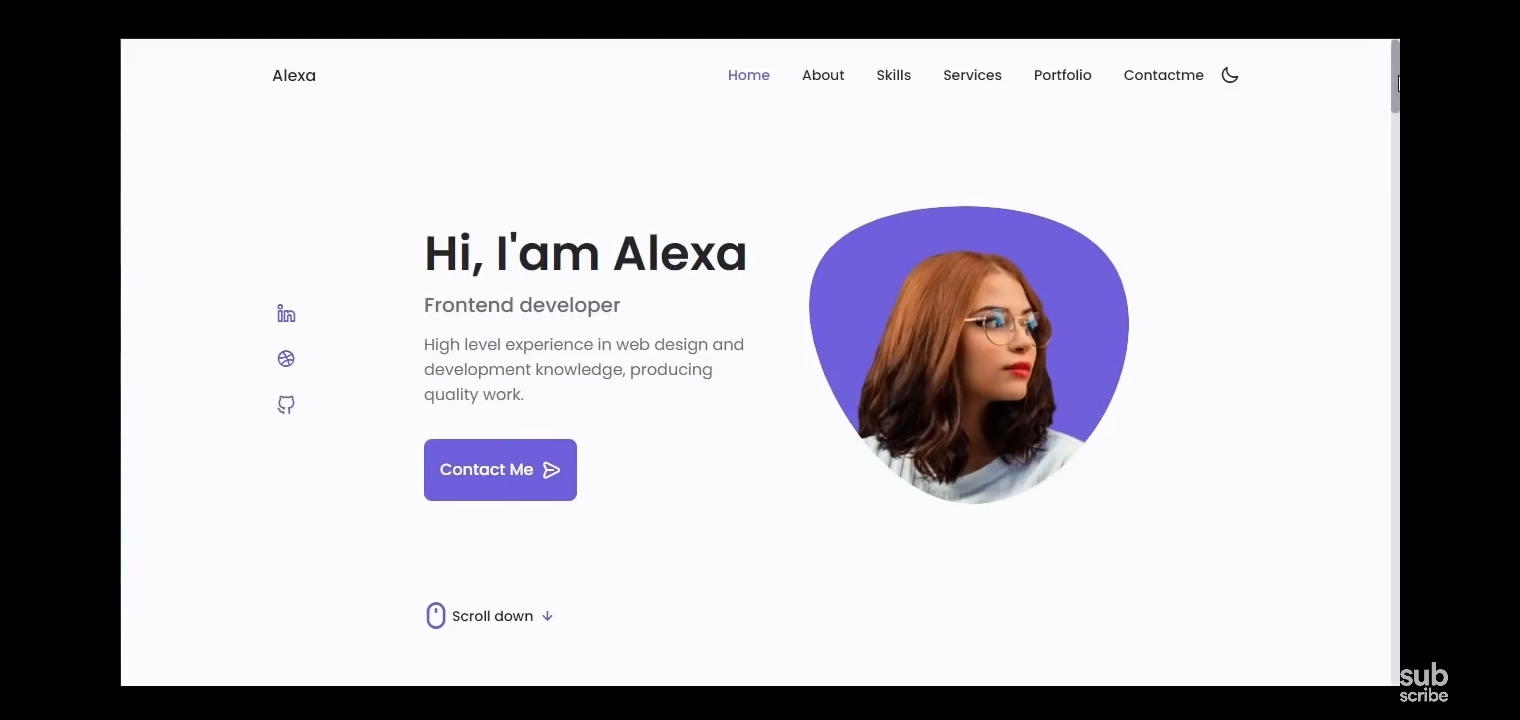 Alexa
Home About Skills Services Portfolio Contactme
Hi, I'am Alexa
Frontend developer
High level experience in web design and
development knowledge, producing
quality work.
Contact Me
Scroll down
sub
scribe